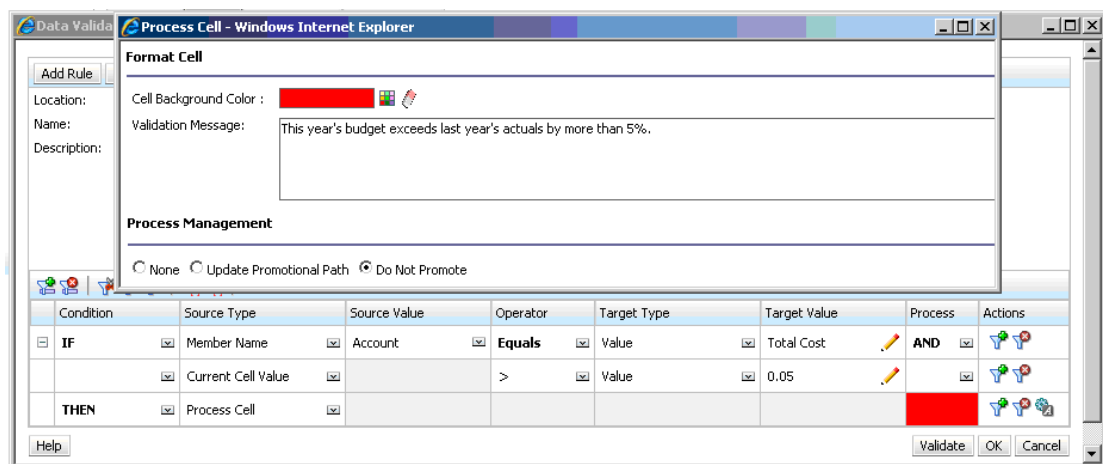 Data Valida
Process Cell - Windows Internet Explorer
Format Cell
Add Rule
Location:
Cell Background Color :
Name:
Validation Message:
This year's budget exceeds last year's actuals by more than 5%.
Description:
Process Management
None Update Promotional Path Do Not Promote
Condition Source Type Source Value Operator Target Type Target Value Process Actions
IF Member Name Account Equals Value Total Cost AND
Current Cell Value > Value 0.05
THEN Process Cell
Help Validate OK Cancel